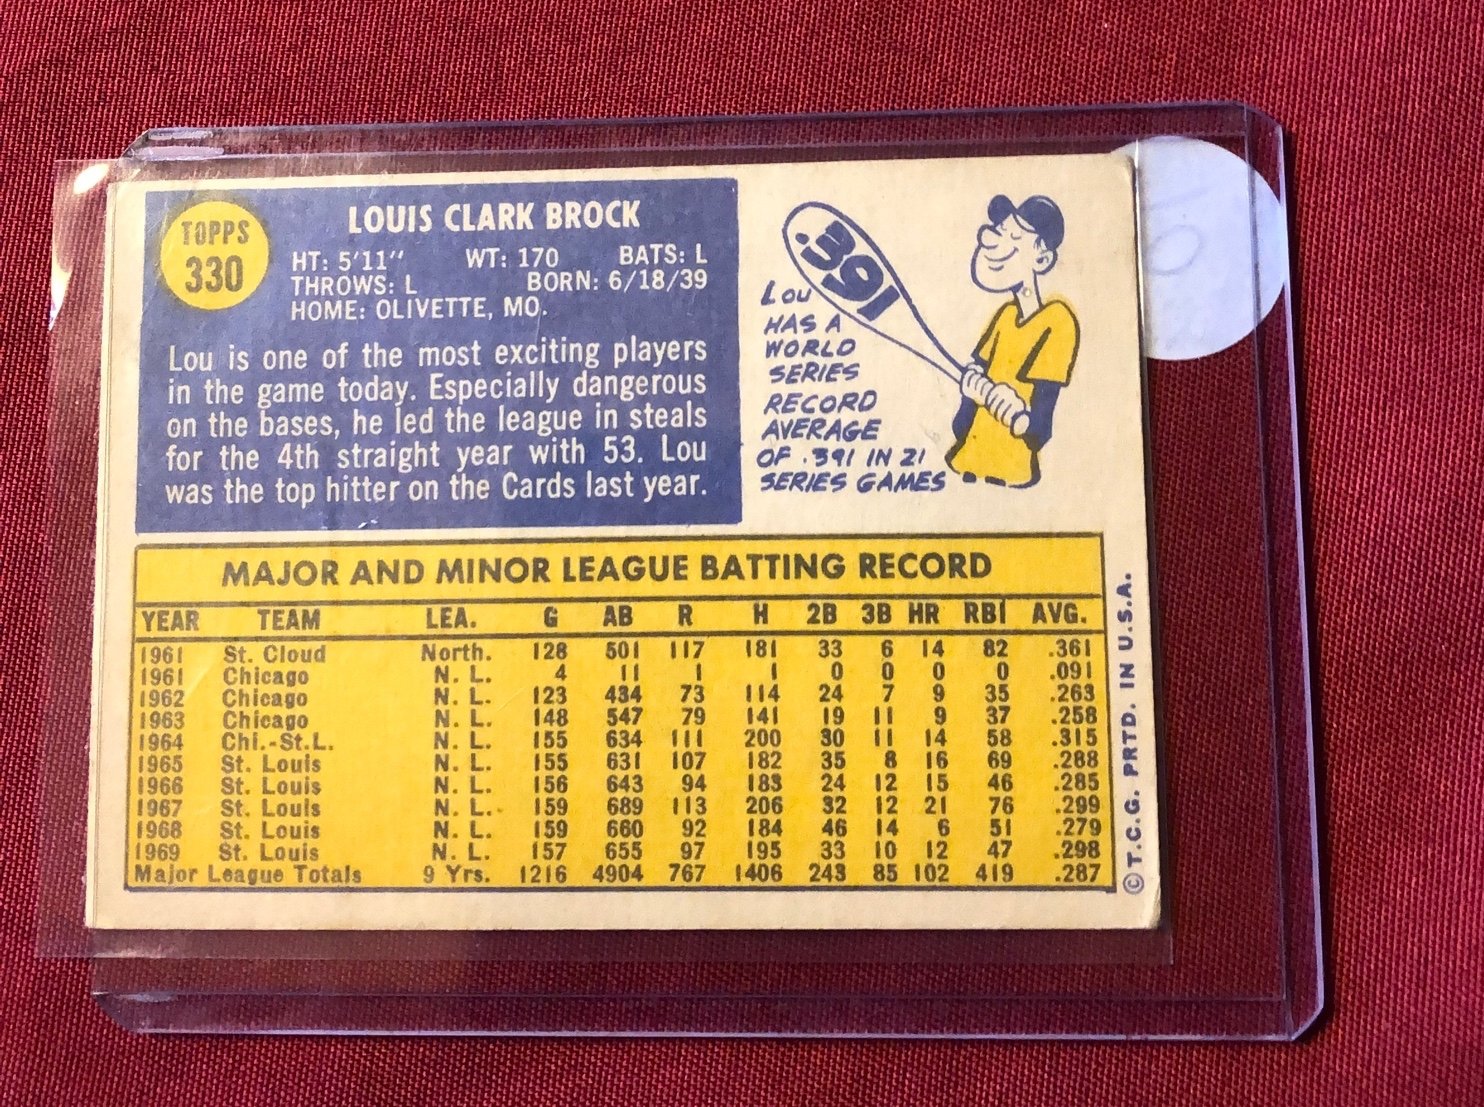 TOPPS
330
LOUIS CLARK BROCK
HT: 5'11" WT: 170 BATS: L
THROWS: L BORN: 6/18/39
HOME: OLIVETTE, MO.
Lou is one of the most exciting players
in the game today. Especially dangerous
on the bases, he led the league in steals
for the 4th straight year with 53. Lou
was the top hitter on the Cards last year.
.391
LOU
HAS A
WORLD
SERIES
RECORD
AVERAGE
OF .391 IN 21
SERIES GAMES
MAJOR AND MINOR LEAGUE BATTING RECORD
YEAR TEAM LEA. G AB R H 2B 3B HR RBI AVG.
1961 St. Cloud North. 128 501 117 181 33 6 14 82 .361
1961 Chicago N. L. 4 11 1 1 0 0 0 0 .091
1962 Chicago N. L. 123 434 73 114 24 7 9 35 .263
1963 Chicago N. L. 148 547 79 141 19 11 9 37 .258
1964 Chi.-St.L. N. L. 155 634 111 200 30 11 14 58 .315
1965 St. Louis N. L. 155 631 107 182 35 8 16 69 .288
1966 St. Louis N. L. 156 643 94 183 24 12 15 46 .285
1967 St. Louis N. L. 159 689 113 206 32 12 21 76 .299
1968 St. Louis N. L. 159 660 92 184 46 14 6 51 .279
1969 St. Louis N. L. 157 655 97 195 33 10 12 47 .298
Major League Totals 9 Yrs. 1216 4904 767 1406 243 85 102 419 .287
© T.C.G. PRTD. IN U.S.A.